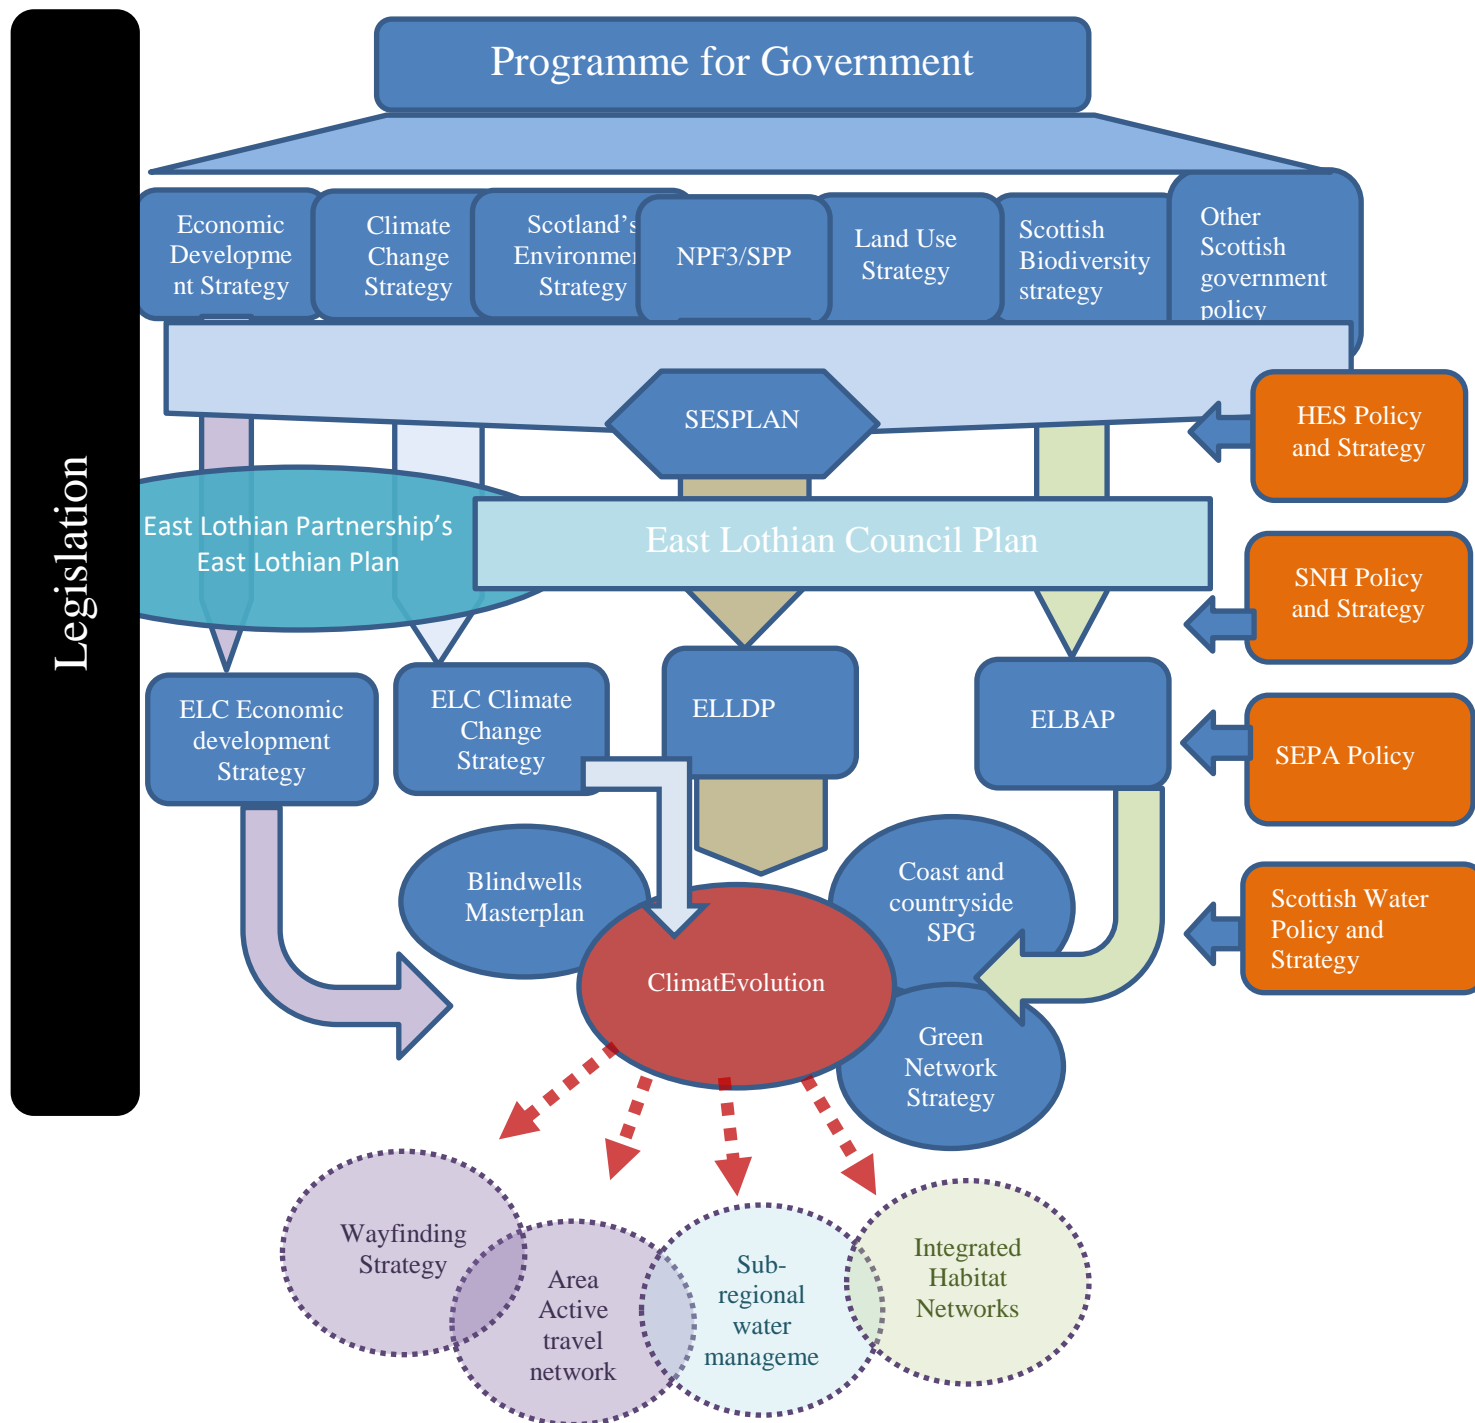 Programme for Government
Legislation
Economic
Developme
nt Strategy
Climate
Change
Strategy
Scotland's
Environmen
Strategy
NPF3/SPP
Land Use
Strategy
Scottish
Biodiversity
strategy
Other
Scottish
government
policy
SESPLAN
HES Policy
and Strategy
East Lothian Partnership's
East Lothian Plan
East Lothian Council Plan
SNH Policy
and Strategy
ELC Economic
development
Strategy
ELC Climate
Change
Strategy
ELLDP
ELBAP
SEPA Policy
Blindwells
Masterplan
Coast and
countryside
SPG
Scottish Water
Policy and
Strategy
ClimatEvolution
Green
Network
Strategy
Wayfinding
Strategy
Area
Active
travel
network
Sub-
regional
water
manageme
Integrated
Habitat
Networks